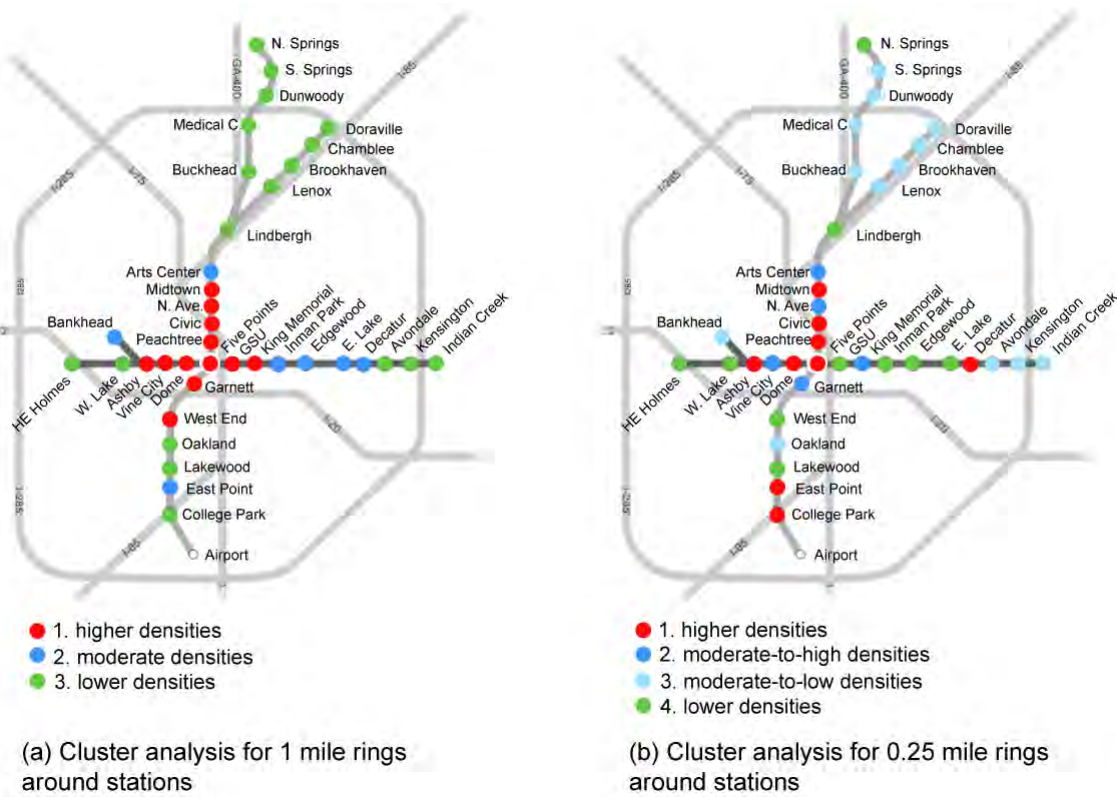 N. Springs
S. Springs
Dunwoody
GA-400
I-85
Medical C
Doraville
Chamblee
Buckhead
Brookhaven
Lenox
I-285
I-75
Lindbergh
Arts Center
Midtown
N. Ave.
Civic
Peachtree
Bankhead
Five Points
GSU
King Memorial
Inman Park
Edgewood
E. Lake
Decatur
Avondale
Kensington
Indian Creek
HE Holmes
W. Lake
Ashby
Vine City
Dome
Garnett
West End
I-20
Oakland
Lakewood
East Point
College Park
I-285
I-85
Airport
1. higher densities
2. moderate densities
3. lower densities
(a) Cluster analysis for 1 mile rings
around stations
N. Springs
S. Springs
Dunwoody
GA-400
I-85
Medical C
Doraville
Chamblee
Buckhead
Brookhaven
Lenox
I-285
I-75
Lindbergh
Arts Center
Midtown
N. Ave.
Civic
Peachtree
Bankhead
Five Points
GSU
King Memorial
Inman Park
Edgewood
E. Lake
Decatur
Avondale
Kensington
Indian Creek
HE Holmes
W. Lake
Ashby
Vine City
Dome
Garnett
West End
I-20
Oakland
Lakewood
East Point
College Park
I-285
I-85
Airport
1. higher densities
2. moderate-to-high densities
3. moderate-to-low densities
4. lower densities
(b) Cluster analysis for 0.25 mile rings
around stations